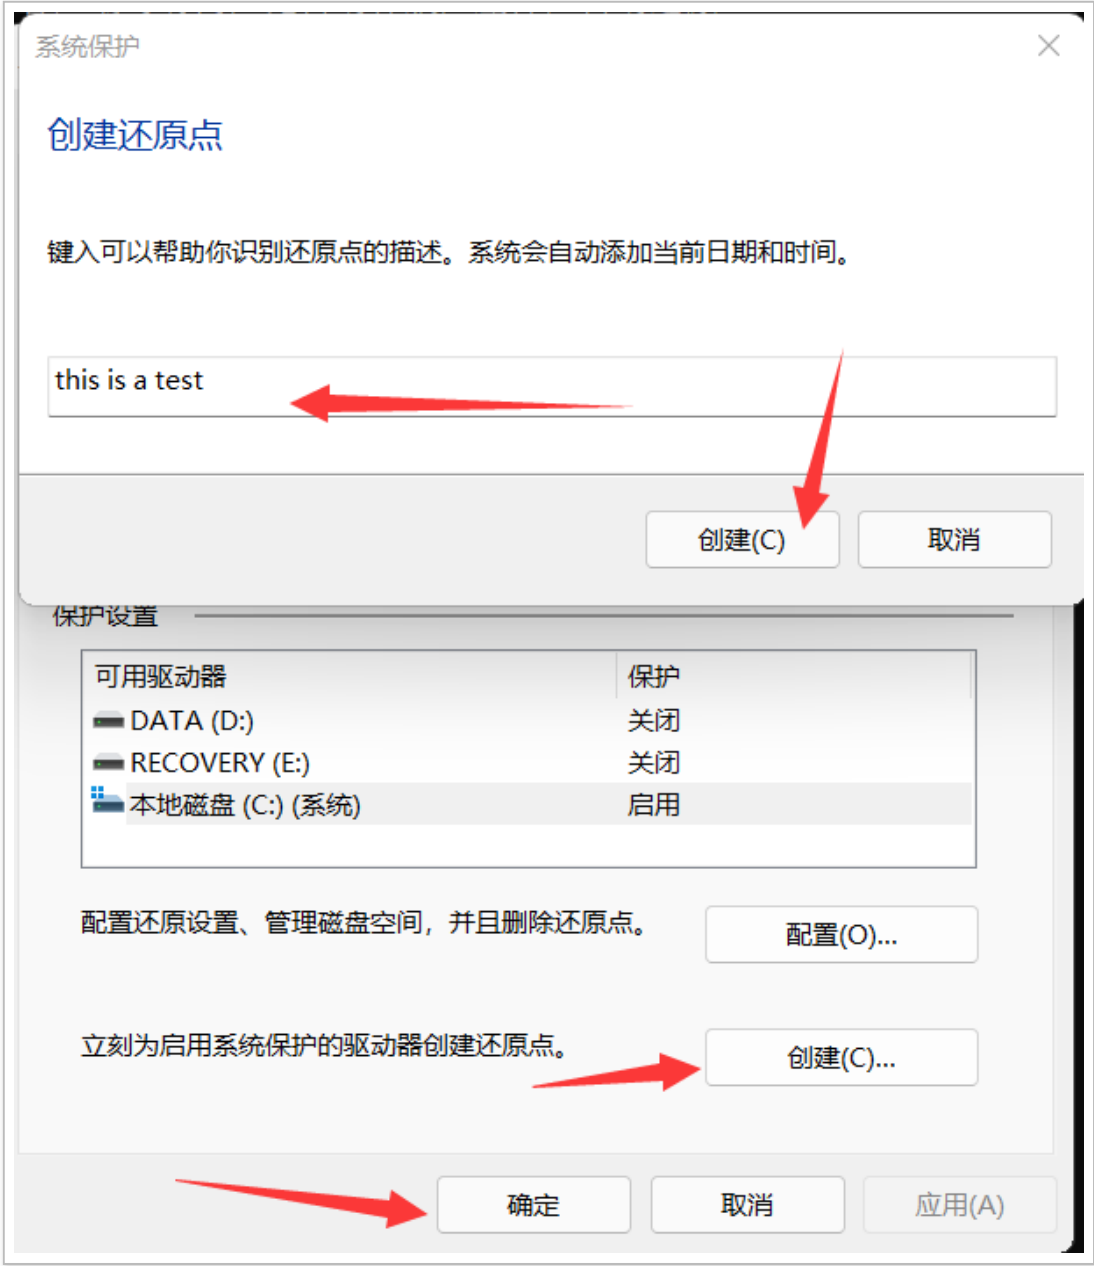 系统保护
创建还原点
键入可以帮助你识别还原点的描述。系统会自动添加当前日期和时间。
this is a test
创建(C)
取消
保护设置
可用驱动器 保护
DATA (D:) 关闭
RECOVERY (E:) 关闭
本地磁盘 (C:) (系统) 启用
配置还原设置、管理磁盘空间，并且删除还原点。
配置(O)...
立刻为启用系统保护的驱动器创建还原点。
创建(C)...
确定
取消
应用(A)